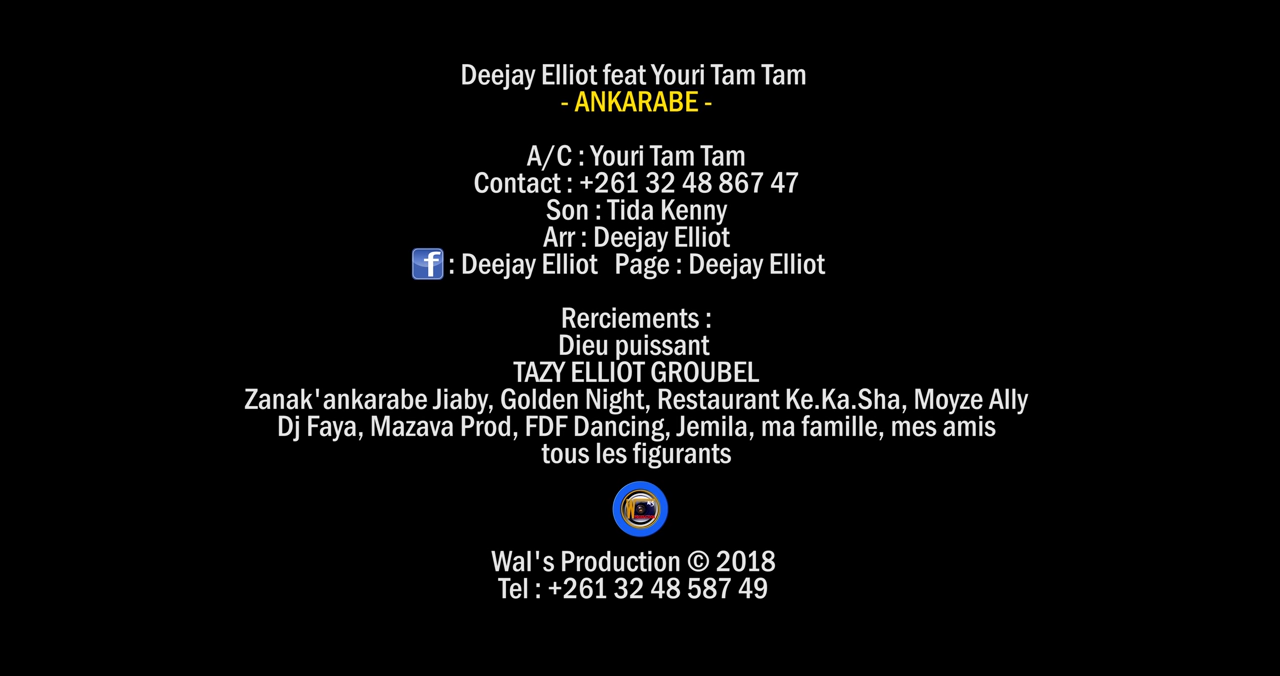 Deejay Elliot feat Youri Tam Tam
- ANKARABE -
A/C : Youri Tam Tam
Contact : +261 32 48 867 47
Son : Tida Kenny
Arr : Deejay Elliot
f : Deejay Elliot Page : Deejay Elliot
Rerciements :
Dieu puissant
TAZY ELLIOT GROUBEL
Zanak'ankarabe Jiaby, Golden Night, Restaurant Ke.Ka.Sha, Moyze Ally
Dj Faya, Mazava Prod, FDF Dancing, Jemila, ma famille, mes amis
tous les figurants
Wal's Production © 2018
Tel : +261 32 48 587 49